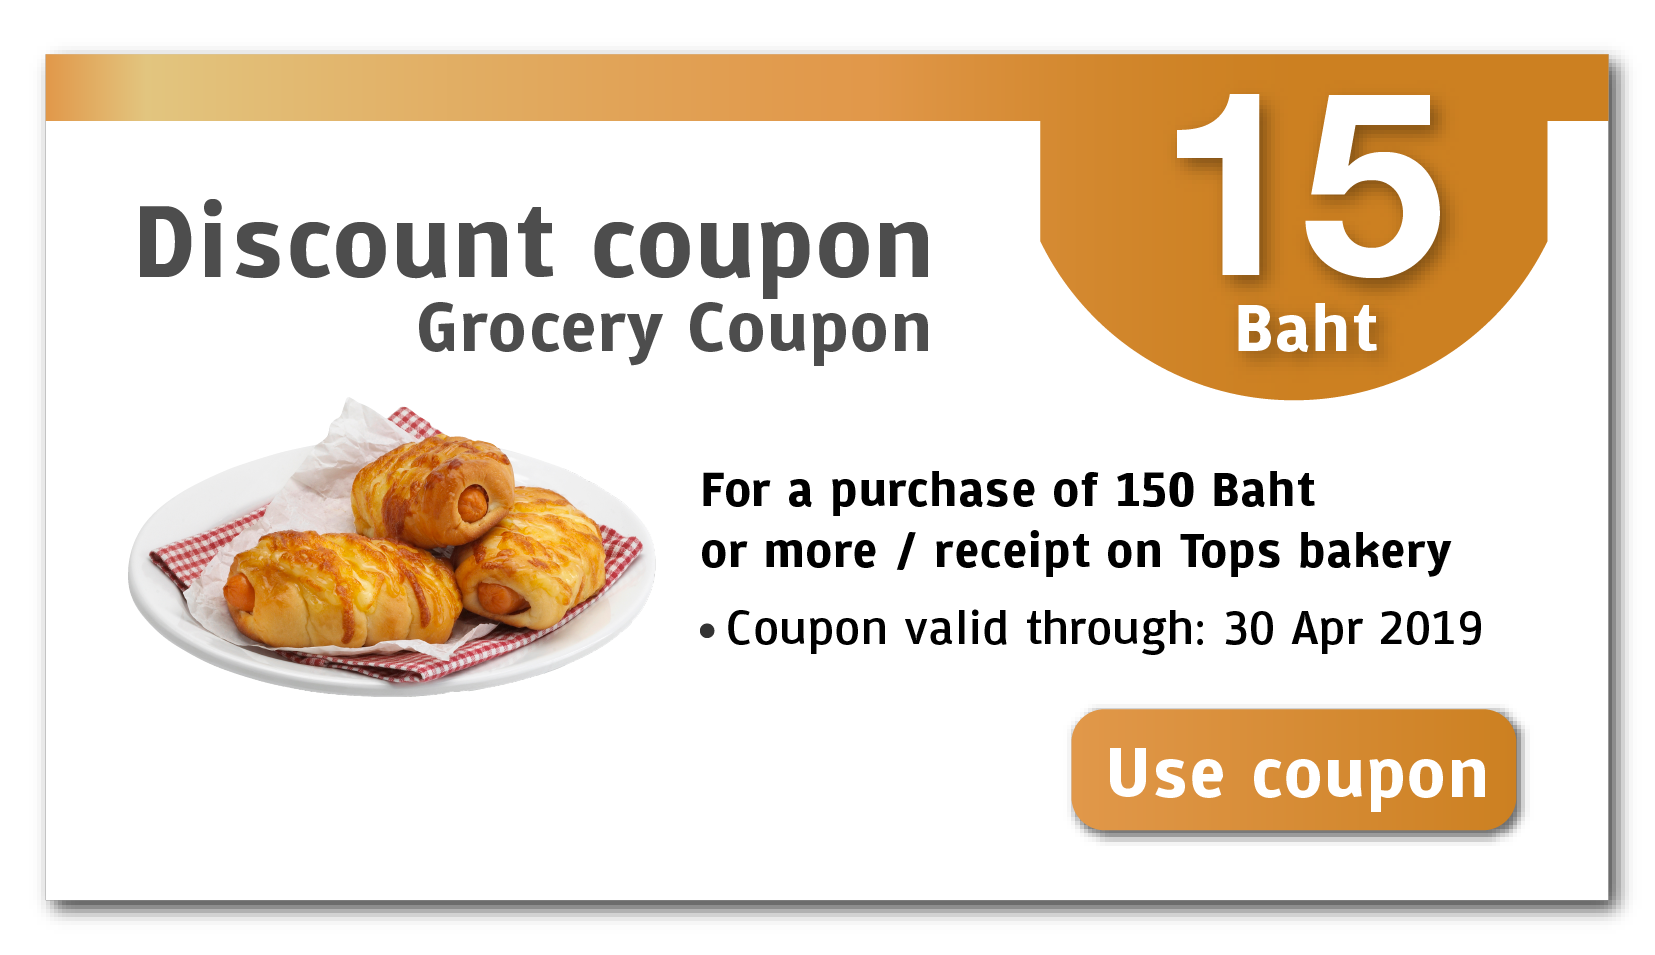 15
Baht
Discount coupon
Grocery Coupon
For a purchase of 150 Baht
or more / receipt on Tops bakery
• Coupon valid through: 30 Apr 2019
Use coupon